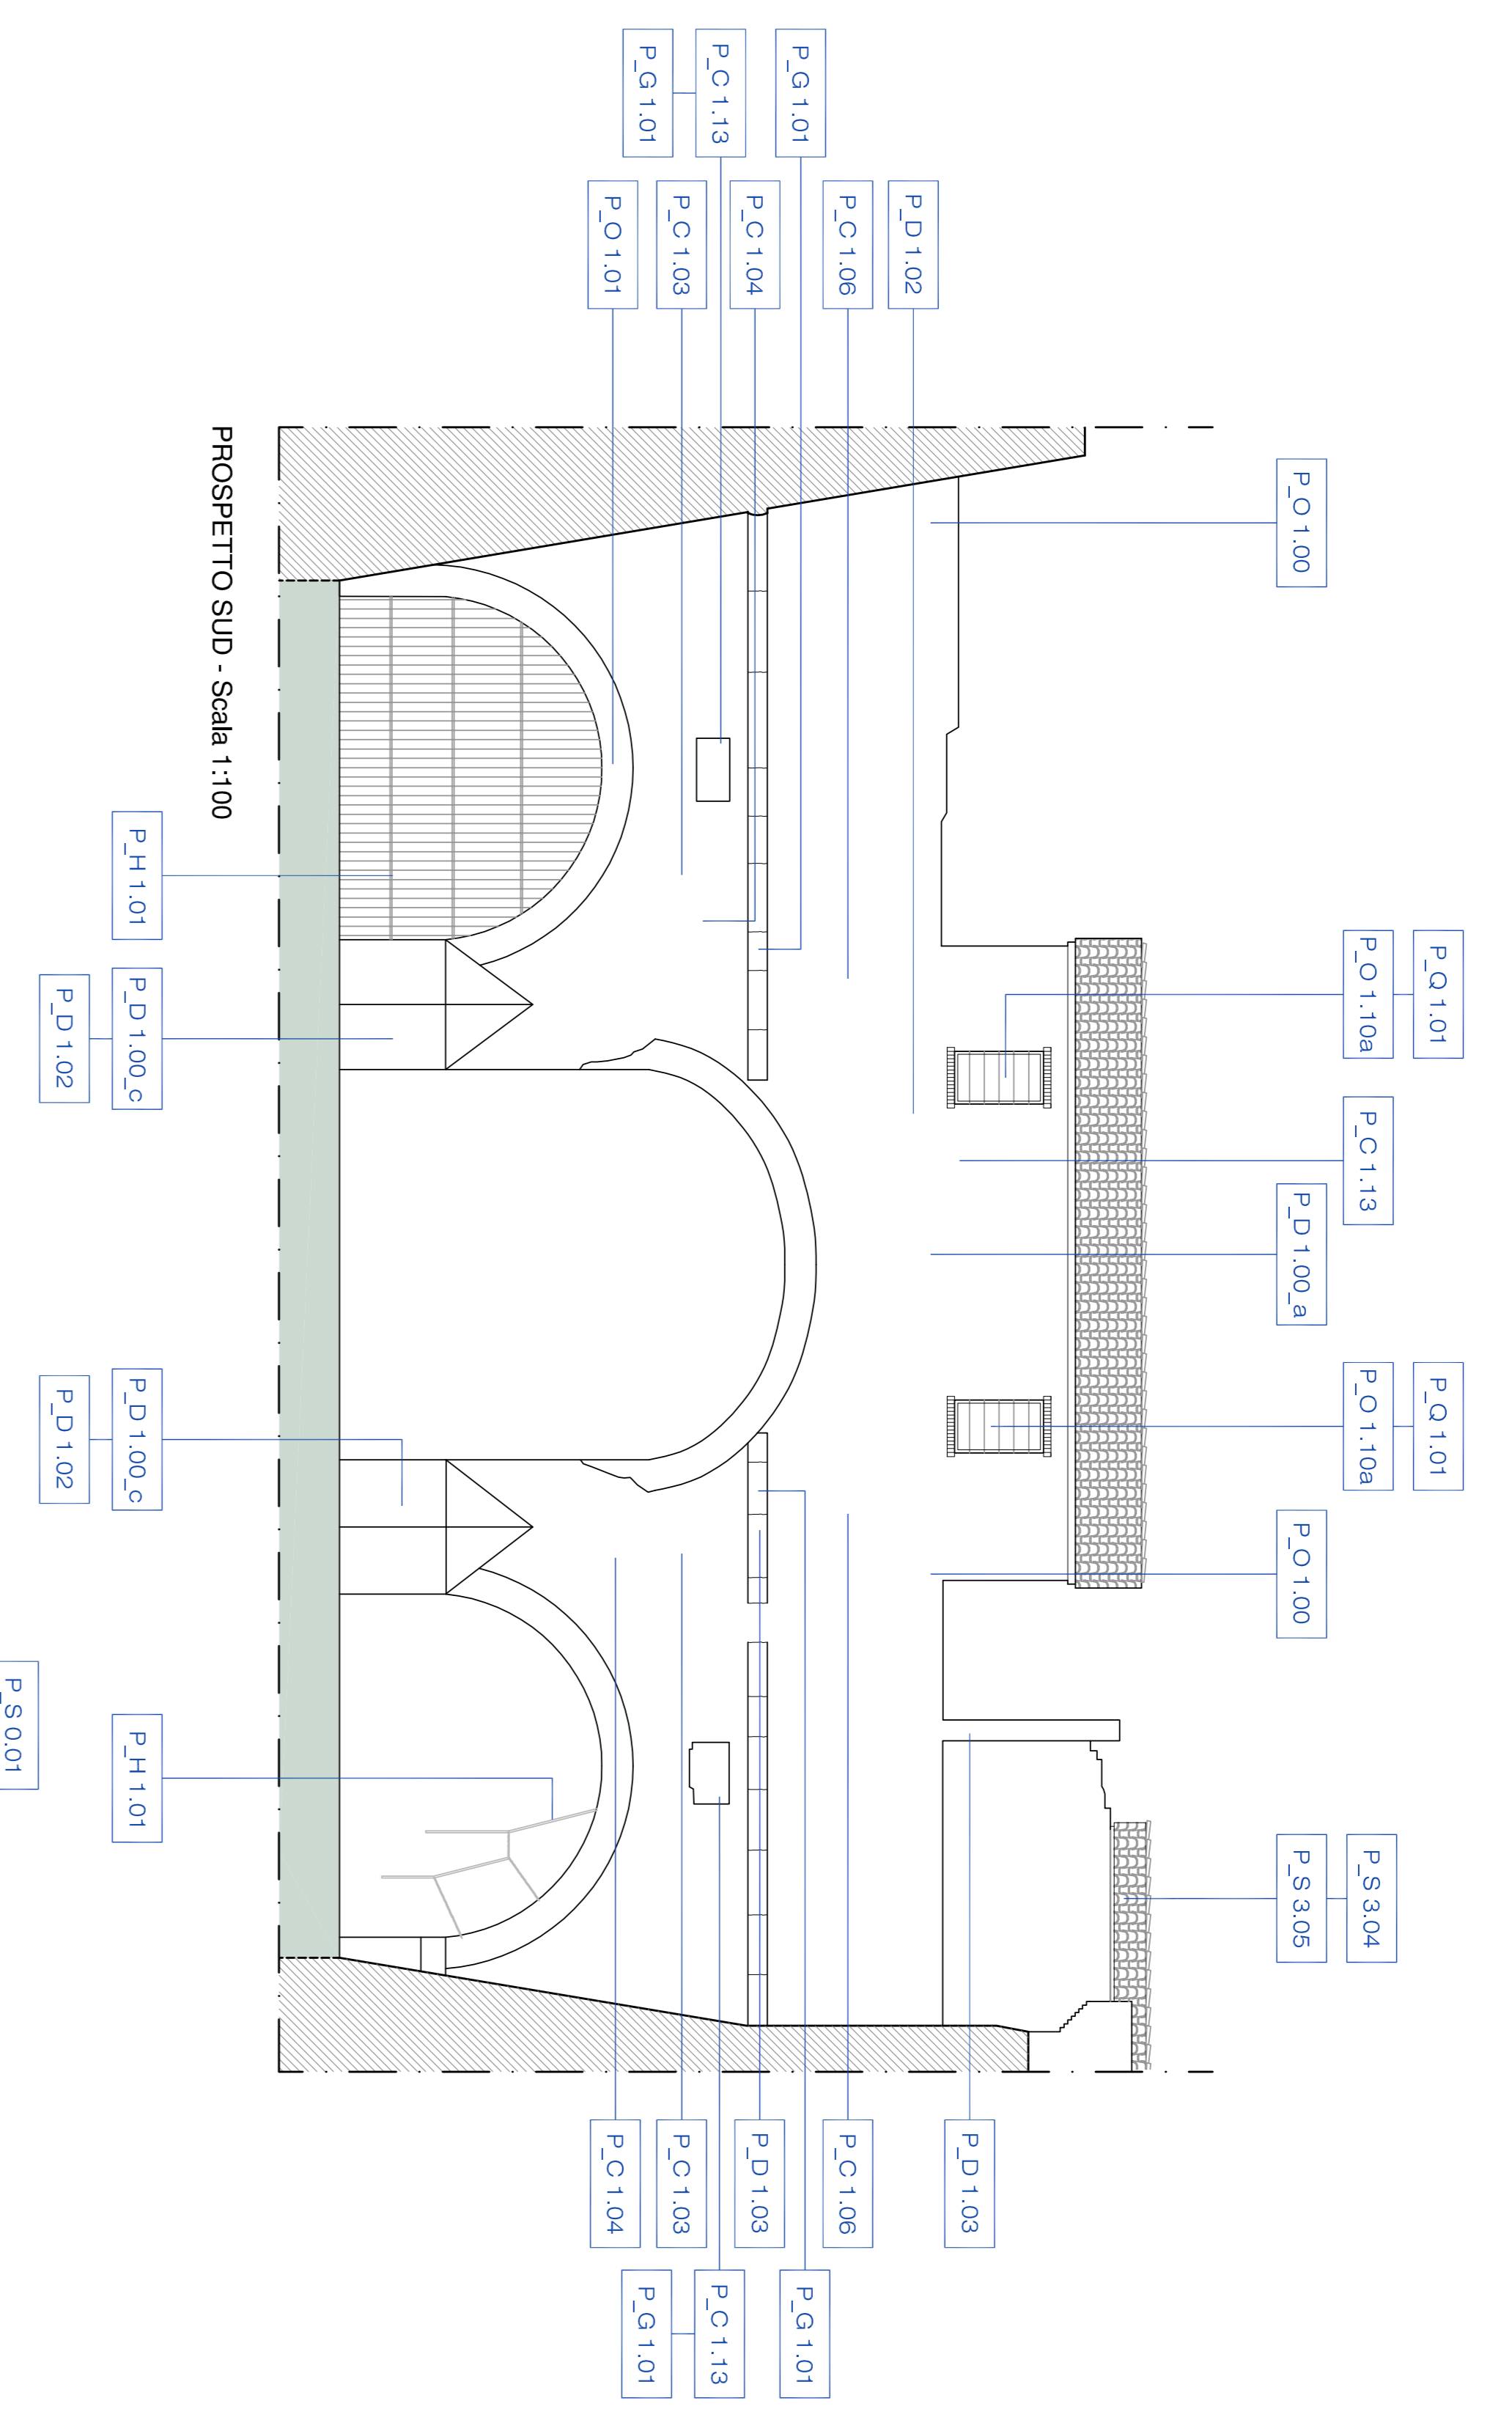 P_Q 1.01
P_Q 1.01
P_O 1.10a
P_C 1.13
P_O 1.10a
P_S 3.04
P_O 1.00
P_D 1.00_a
P_O 1.00
P_S 3.05
P_D 1.03
P_D 1.02
P_C 1.06
P_C 1.06
P_G 1.01
P_G 1.01
P_C 1.04
P_D 1.03
P_C 1.13
P_C 1.13
P_C 1.03
P_C 1.03
P_G 1.01
P_G 1.01
P_O 1.01
P_C 1.04
PROSPETTO SUD - Scala 1:100
P_H 1.01
P_D 1.00_c
P_D 1.00_c
P_H 1.01
P_D 1.02
P_D 1.02
P_S 0.01